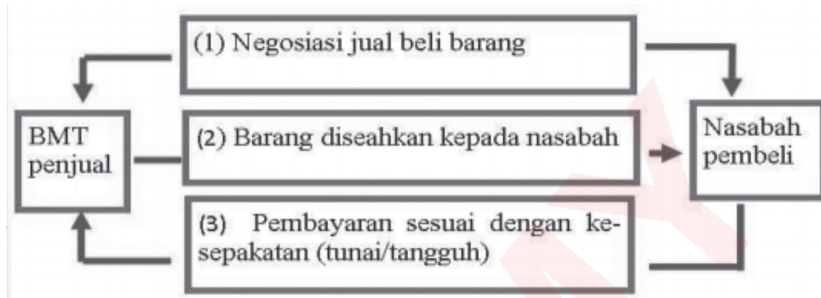 (1) Negosiasi jual beli barang
BMT
penjual
(2) Barang diseahkan kepada nasabah
Nasabah
pembeli
(3) Pembayaran sesuai dengan ke-
sepakatan (tunai/tangguh)